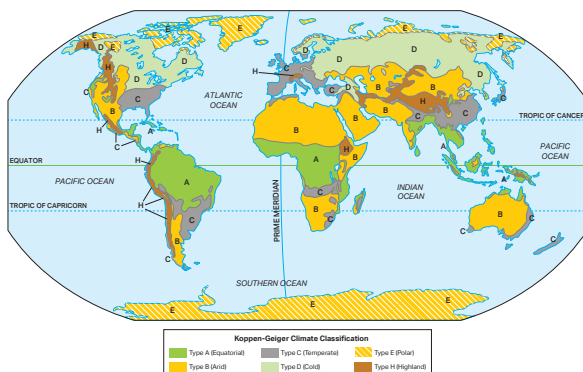 E
E
E
E
H
D
E
D
D
D
D
C
H
D
D
C
H
C
D
B
C
B
B
H
C
ATLANTIC
OCEAN
C
B
B
B
H
C
C
TROPIC OF CANCER
H
C
A
B
B
C
A
A
H
B
PACIFIC
OCEAN
EQUATOR
H
A
A
PACIFIC OCEAN
A
INDIAN
OCEAN
C
TROPIC OF CAPRICORN
H
B
C
B
C
B
C
C
C
C
PRIME MERIDIAN
SOUTHERN OCEAN
E
E
E
Koppen-Geiger Climate Classification
Type A (Equatorial)
Type C (Temperate)
Type E (Polar)
Type B (Arid)
Type D (Cold)
Type H (Highland)